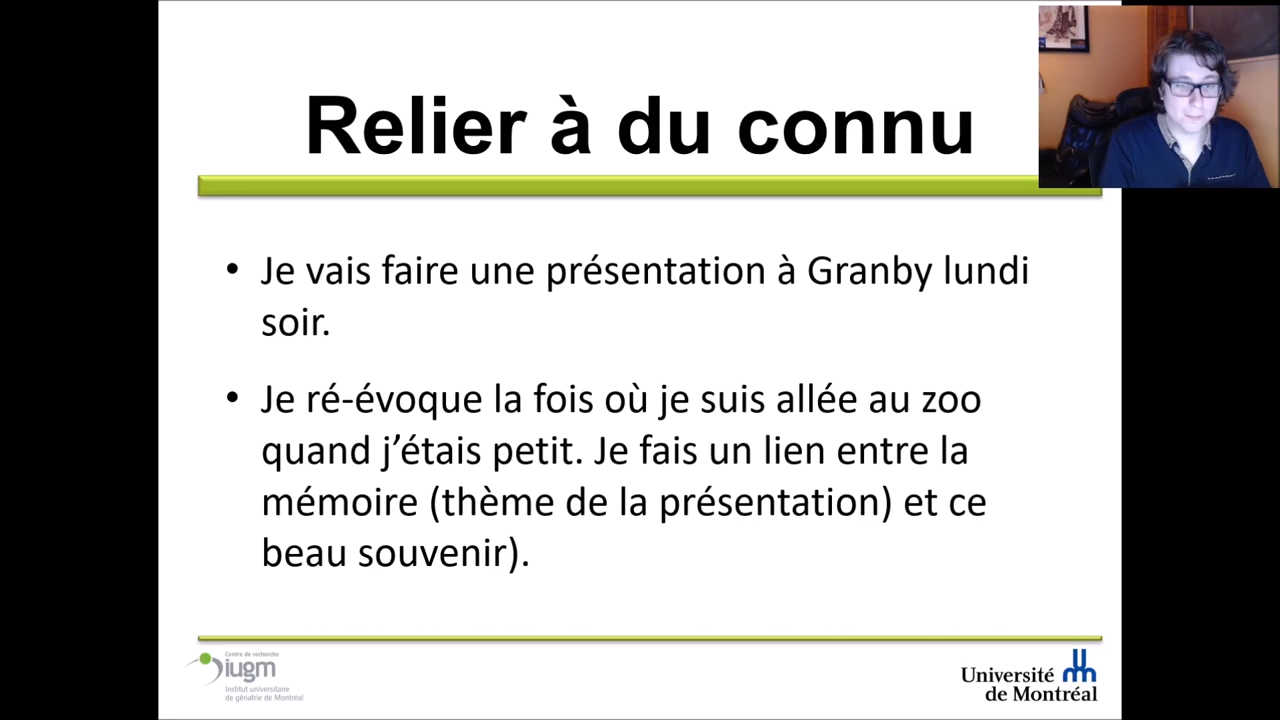 Relier à du connu
• Je vais faire une présentation à Granby lundi
soir.
• Je ré-évoque la fois où je suis allée au zoo
quand j’étais petit. Je fais un lien entre la
mémoire (thème de la présentation) et ce
beau souvenir).
Centre de recherche
iugm
Institut universitaire
de gériatrie de Montréal
Université
de Montréal